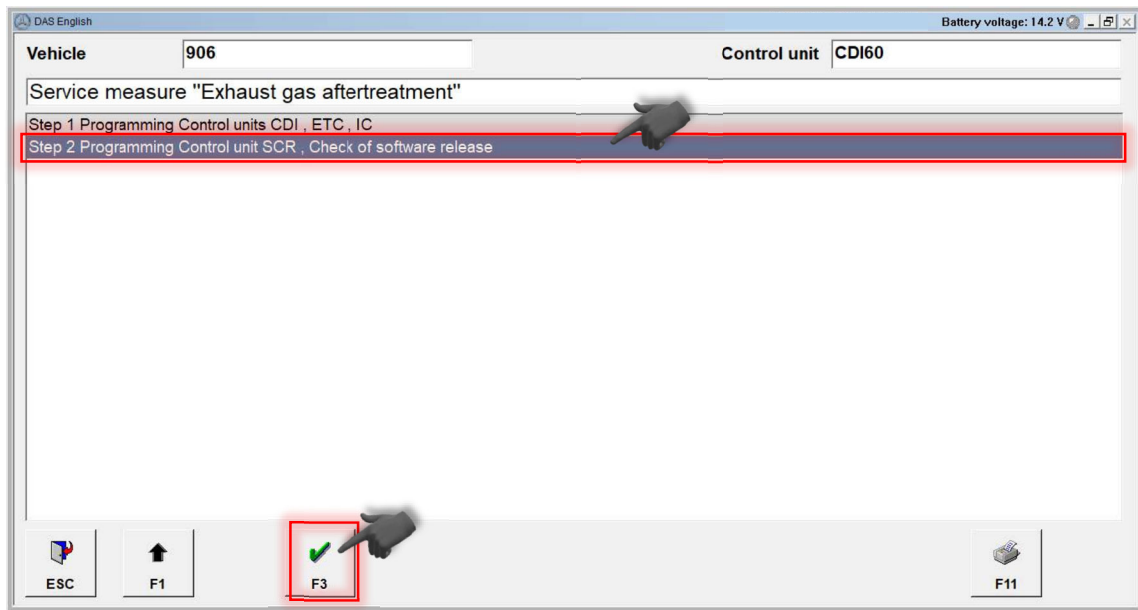 DAS English Battery voltage: 14.2 V
Vehicle 906 Control unit CDI60
Service measure "Exhaust gas aftertreatment"
Step 1 Programming Control units CDI , ETC , IC
Step 2 Programming Control unit SCR , Check of software release
ESC F1 F3 F11